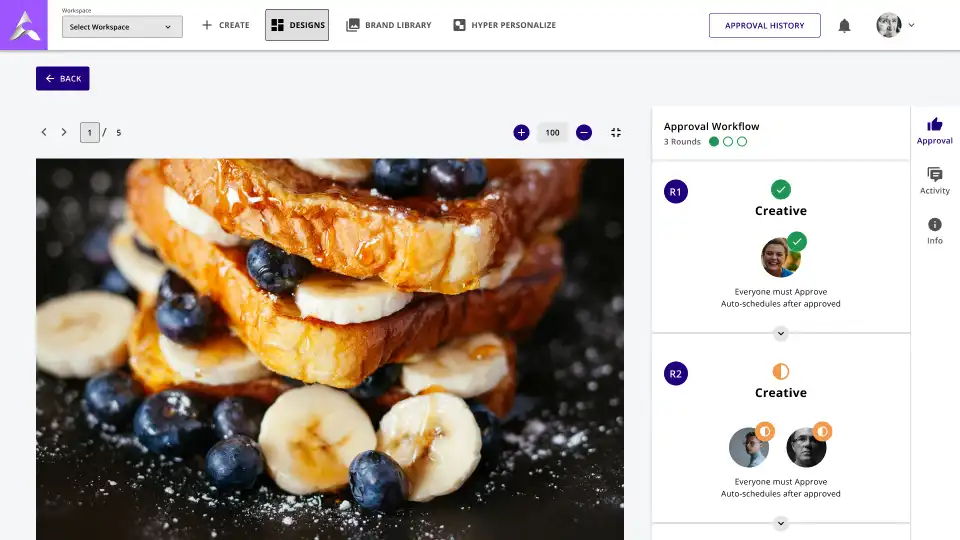 Workspace
Select Workspace
CREATE
DESIGNS
BRAND LIBRARY
HYPER PERSONALIZE
APPROVAL HISTORY
BACK
1 / 5
100
Approval Workflow
3 Rounds
R1
Creative
Everyone must Approve
Auto-schedules after approved
R2
Creative
Everyone must Approve
Auto-schedules after approved
Approval
Activity
Info